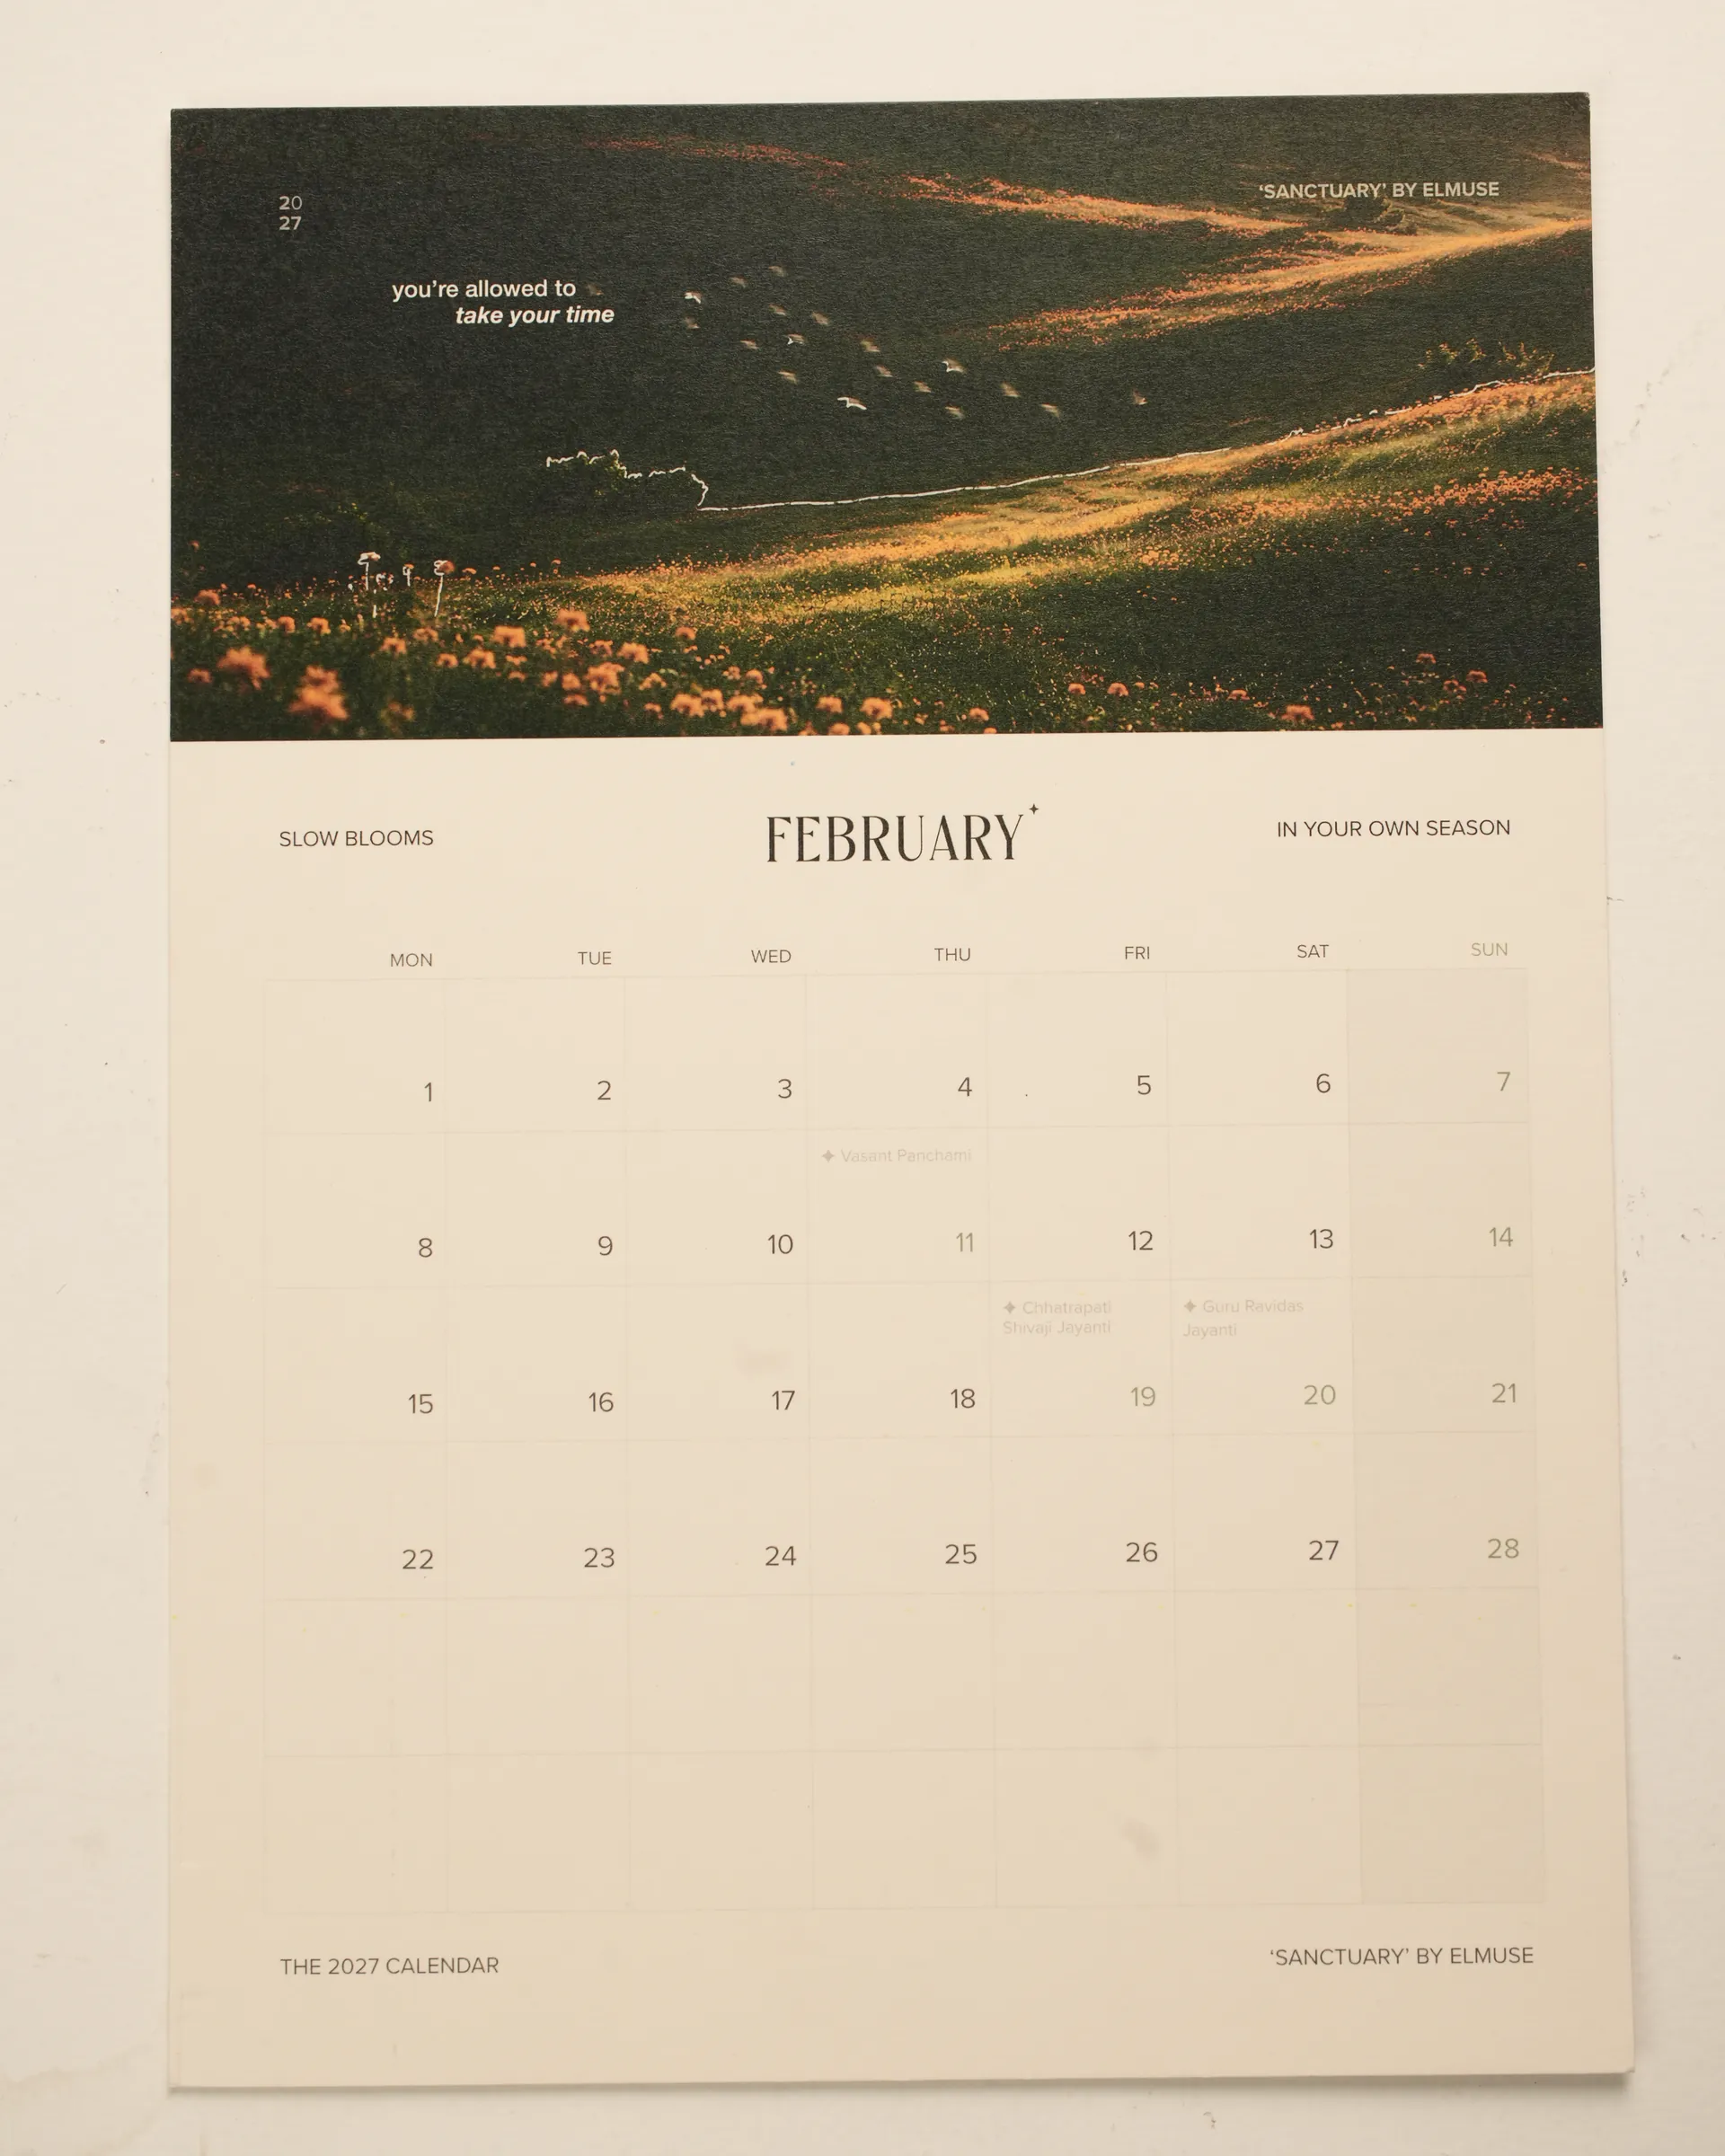 20
27
'SANCTUARY' BY ELMUSE
you're allowed to
take your time
SLOW BLOOMS
FEBRUARY
IN YOUR OWN SEASON
MON TUE WED THU FRI SAT SUN
1 2 3 4 5 6 7
✦ Vasant Panchami
8 9 10 11 12 13 14
✦ Chhatrapati
Shivaji Jayanti
✦ Guru Ravidas
Jayanti
15 16 17 18 19 20 21
22 23 24 25 26 27 28
THE 2027 CALENDAR
'SANCTUARY' BY ELMUSE